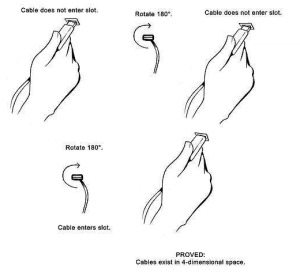 Cable does not enter slot.
Rotate 180°.
Cable does not enter slot.
Rotate 180°.
Cable enters slot.
PROVED:
Cables exist in 4-dimensional space.